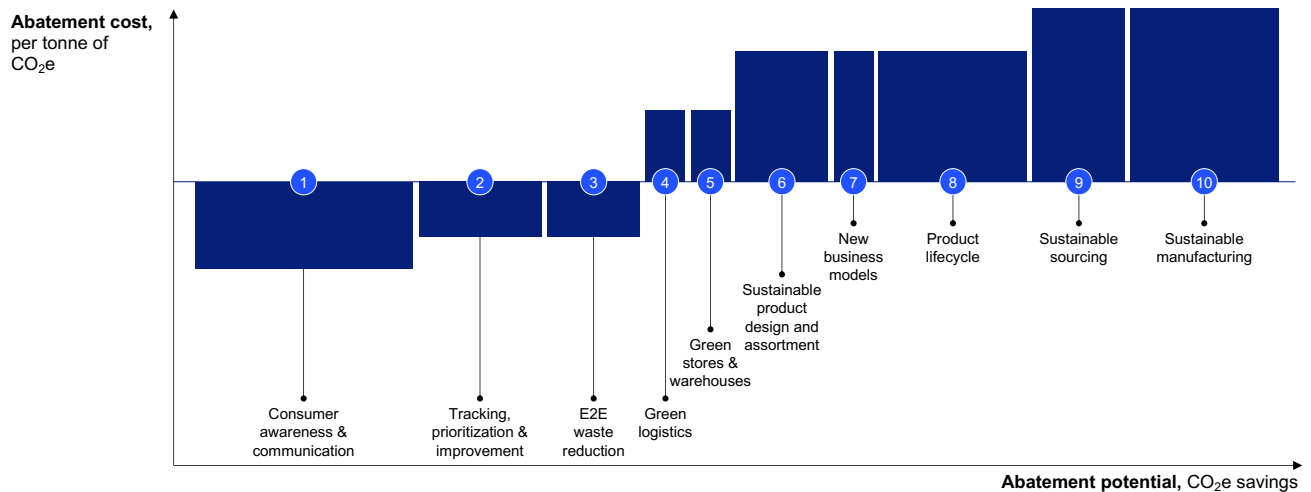 Abatement cost,
per tonne of
CO₂e
1
2
3
4
5
6
7
8
9
10
Consumer
awareness &
communication
Tracking,
prioritization &
improvement
E2E
waste
reduction
Green
logistics
Green
stores &
warehouses
Sustainable
product
design and
assortment
New
business
models
Product
lifecycle
Sustainable
sourcing
Sustainable
manufacturing
Abatement potential, CO₂e savings